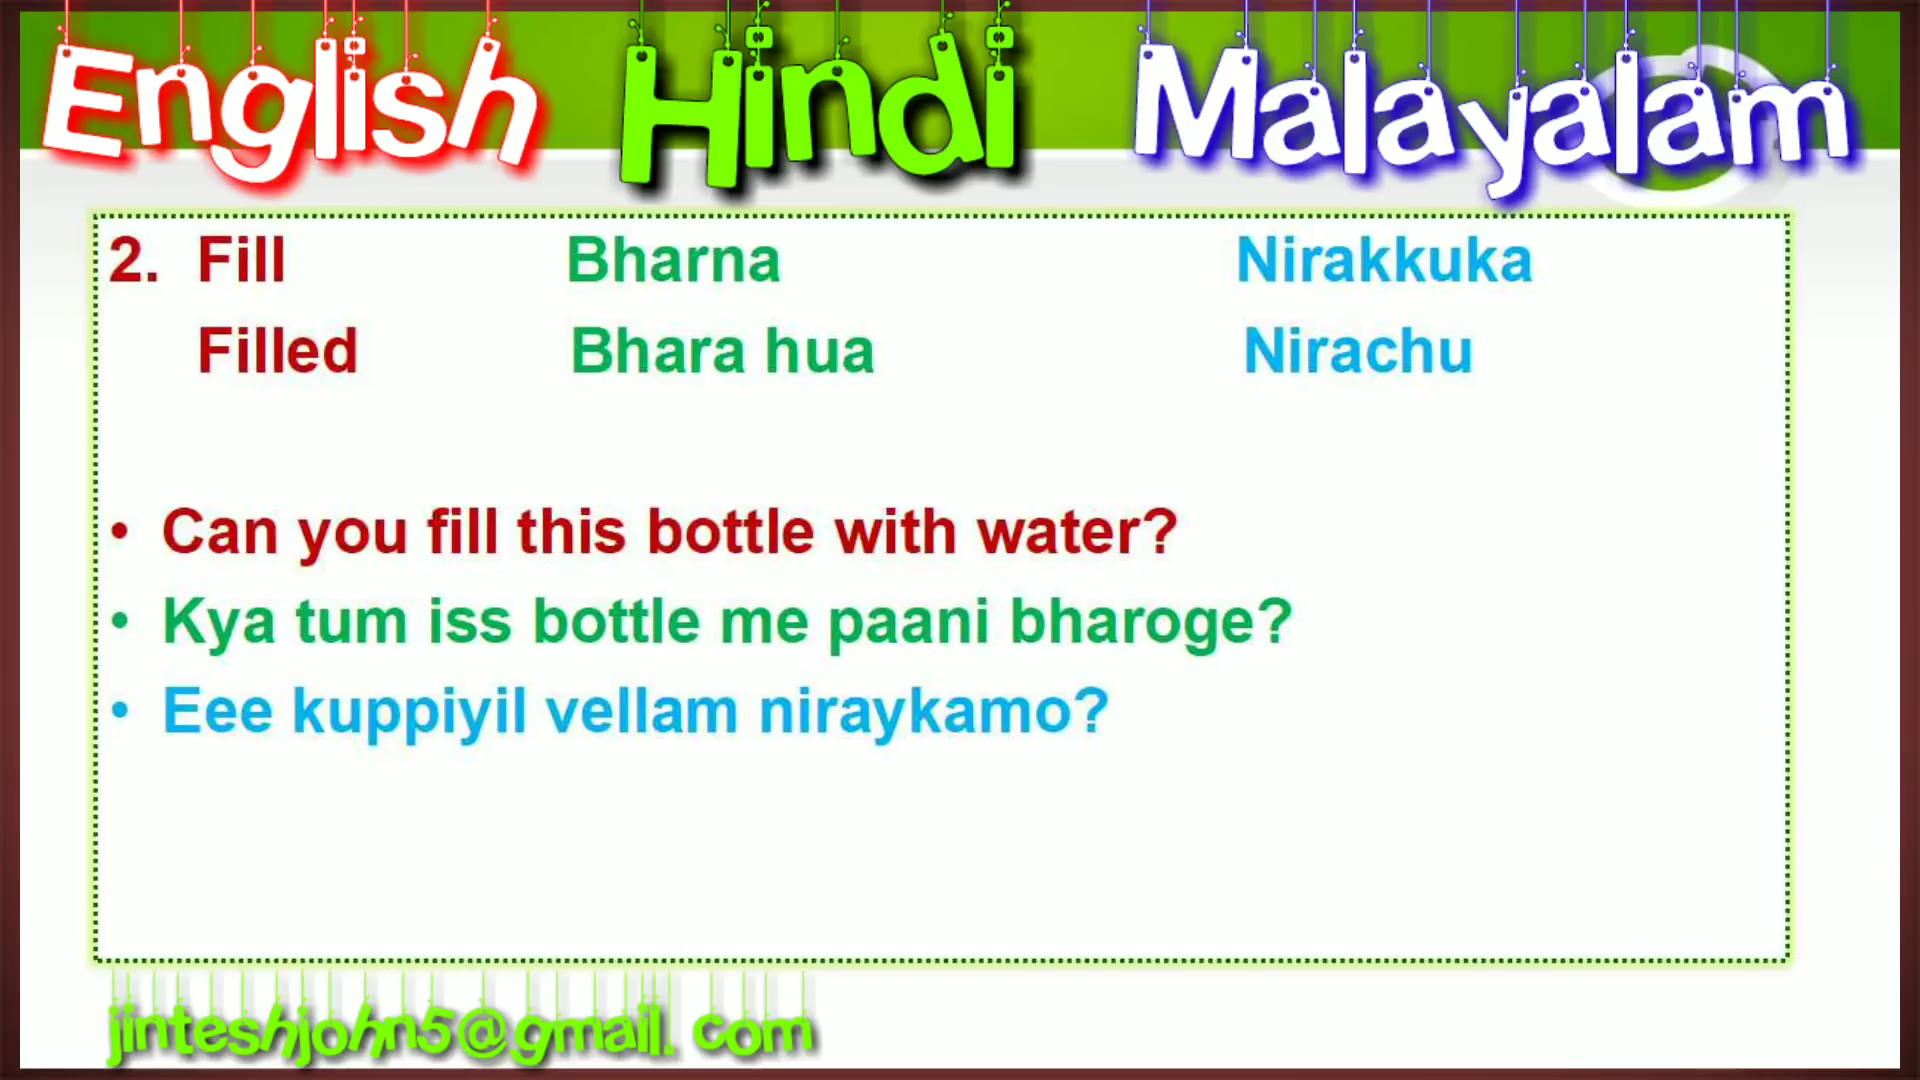 English Hindi Malayalam
2. Fill Bharna Nirakkuka
Filled Bhara hua Nirachu
• Can you fill this bottle with water?
• Kya tum iss bottle me paani bharoge?
• Eee kuppiyil vellam niraykamo?
jinteshjohn5@gmail. com